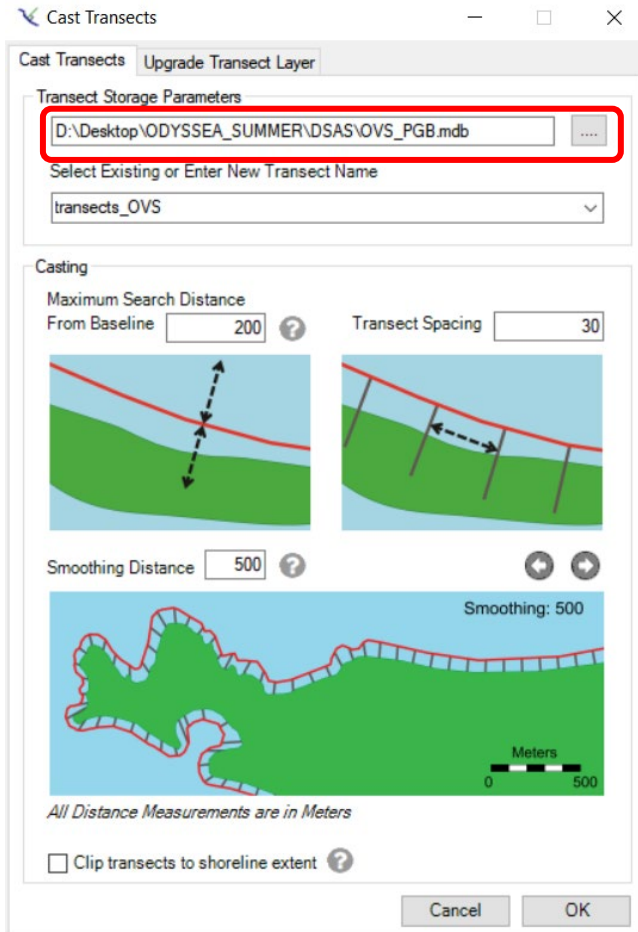 Cast Transects
Cast Transects Upgrade Transect Layer
Transect Storage Parameters
D:\Desktop\ODYSSEA_SUMMER\DSAS\OVS_PGB.mdb ....
Select Existing or Enter New Transect Name
transects_OVS
Casting
Maximum Search Distance
From Baseline 200 ? Transect Spacing 30
Smoothing Distance 500 ?
Smoothing: 500
Meters
0 500
All Distance Measurements are in Meters
Clip transects to shoreline extent ?
Cancel OK